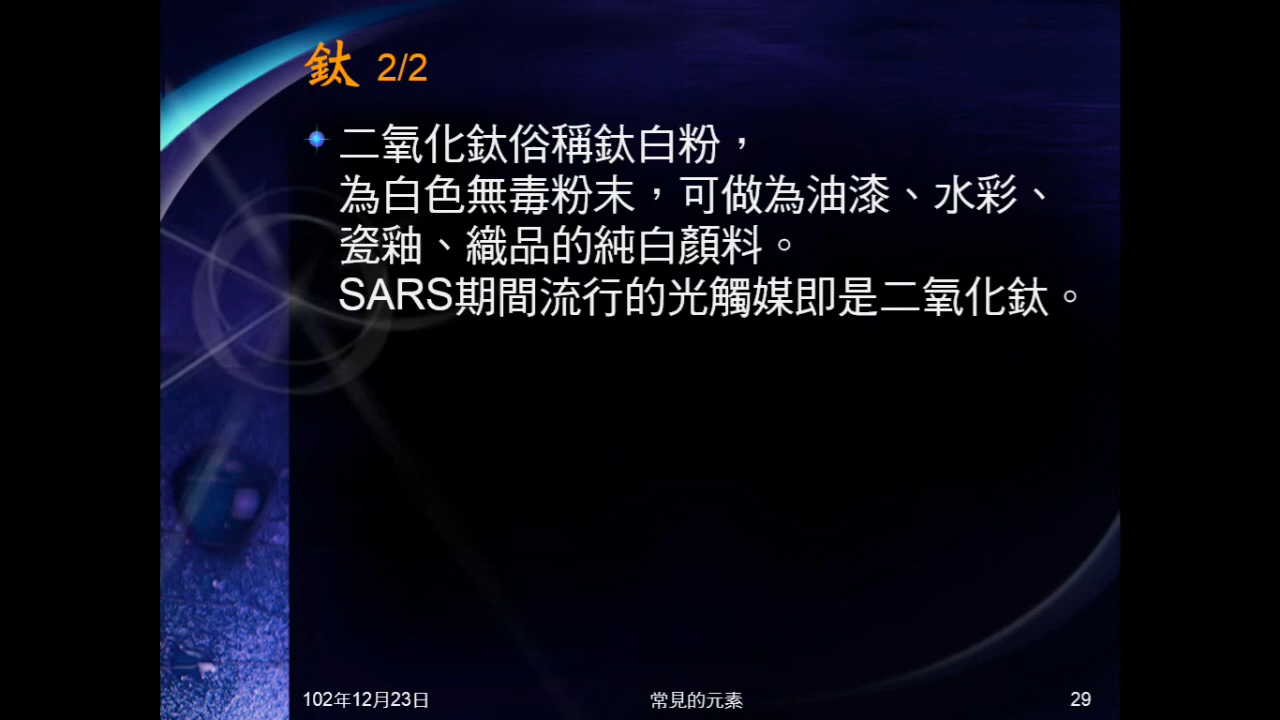 鈦 2/2
二氧化鈦俗稱鈦白粉，
為白色無毒粉末，可做為油漆、水彩、
瓷釉、織品的純白顏料。
SARS期間流行的光觸媒即是二氧化鈦。
102年12月23日
常見的元素
29